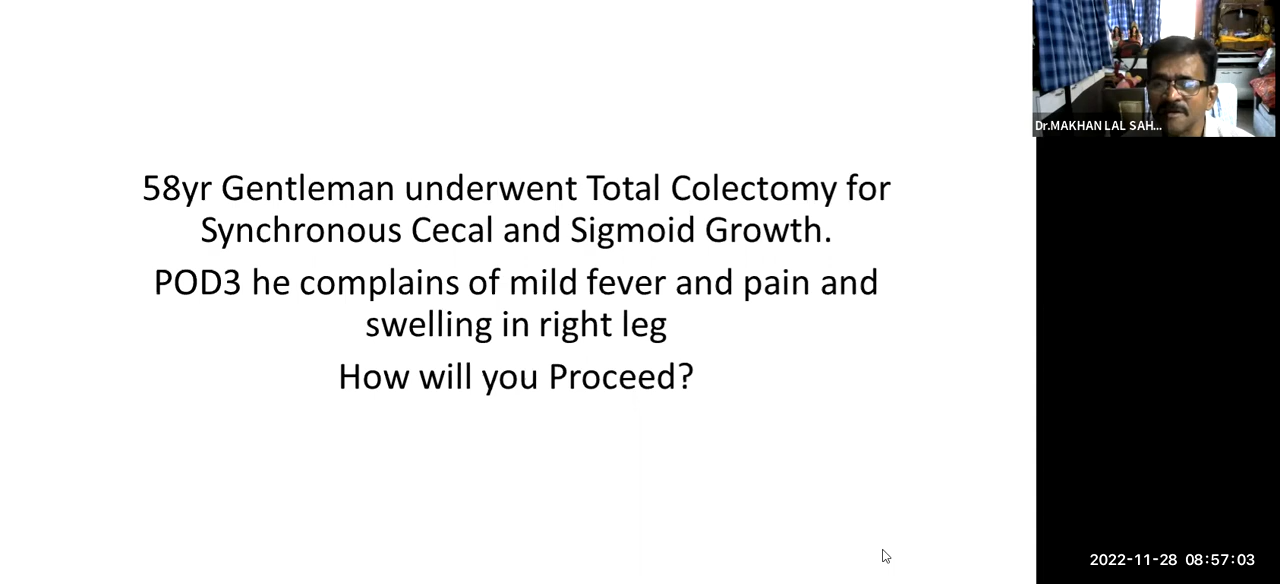 58yr Gentleman underwent Total Colectomy for
Synchronous Cecal and Sigmoid Growth.
POD3 he complains of mild fever and pain and
swelling in right leg
How will you Proceed?
Dr.MAKHAN LAL SAH...
2022-11-28 08:57:03